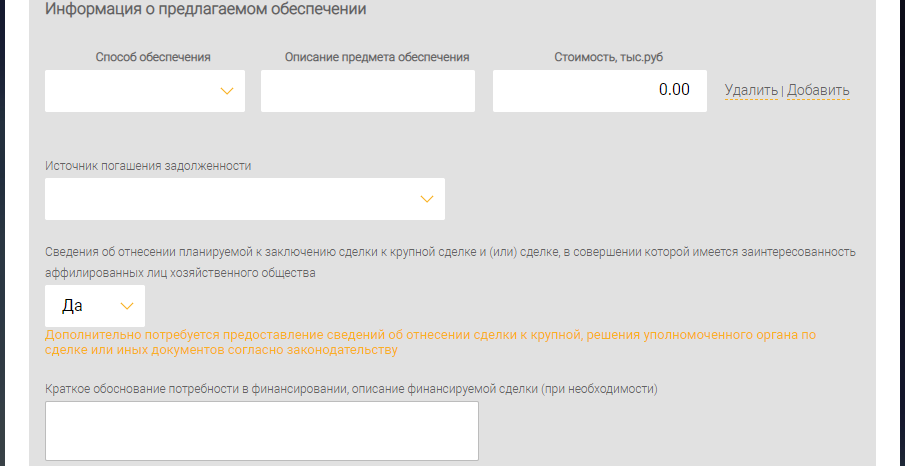 Информация о предлагаемом обеспечении
Способ обеспечения Описание предмета обеспечения Стоимость, тыс.руб
0.00 Удалить | Добавить
Источник погашения задолженности
Сведения об отнесении планируемой к заключению сделки к крупной сделке и (или) сделке, в совершении которой имеется заинтересованность
аффилированных лиц хозяйственного общества
Да
Дополнительно потребуется предоставление сведений об отнесении сделки к крупной, решения уполномоченного органа по
сделке или иных документов согласно законодательству
Краткое обоснование потребности в финансировании, описание финансируемой сделки (при необходимости)